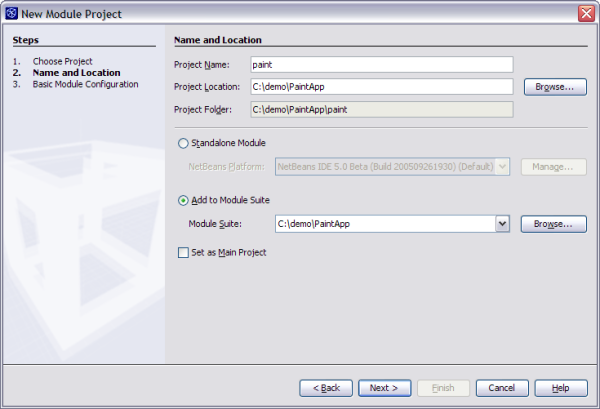 New Module Project
Steps
1. Choose Project
2. Name and Location
3. Basic Module Configuration
Name and Location
Project Name: paint
Project Location: C:\demo\PaintApp Browse...
Project Folder: C:\demo\PaintApp\paint
Standalone Module
NetBeans Platform: NetBeans IDE 5.0 Beta (Build 200509261930) (Default) Manage...
Add to Module Suite
Module Suite: C:\demo\PaintApp Browse...
Set as Main Project
< Back Next > Finish Cancel Help